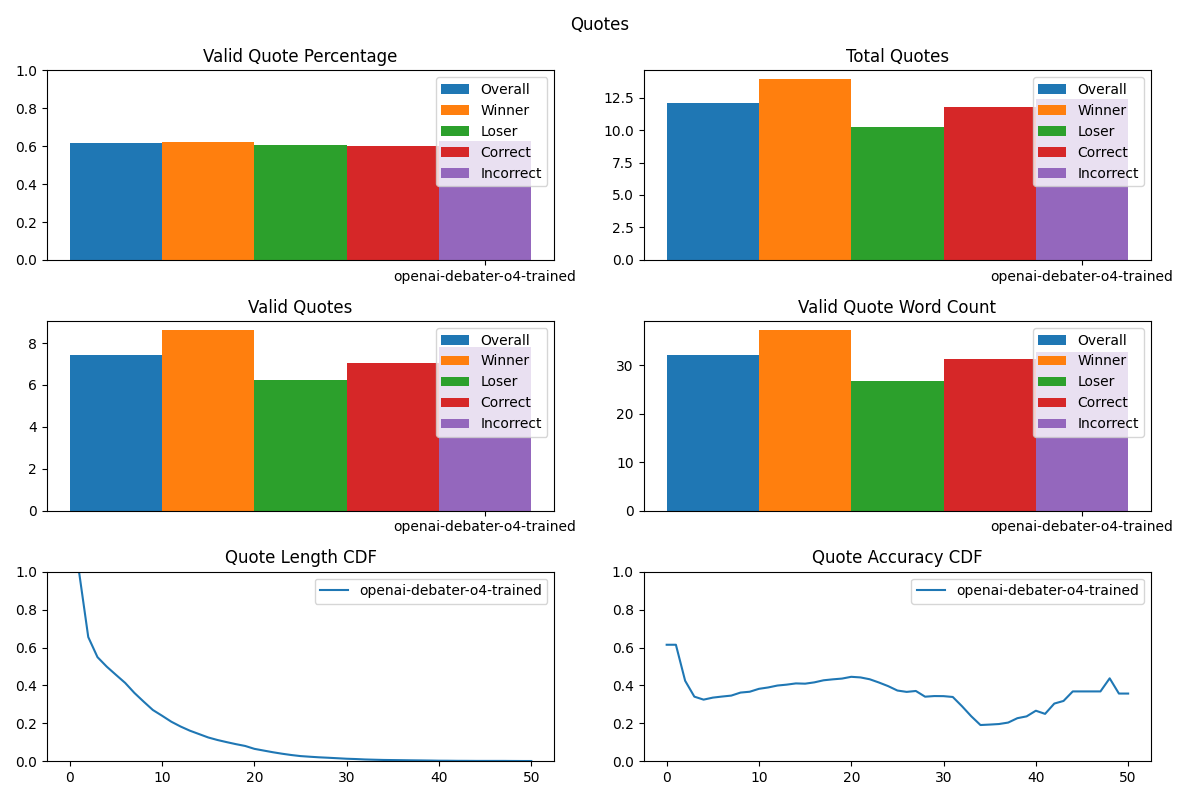 Quotes
Valid Quote Percentage
1.0
0.8
0.6
0.4
0.2
0.0
Overall
Winner
Loser
Correct
Incorrect
openai-debater-o4-trained
Total Quotes
12.5
10.0
7.5
5.0
2.5
0.0
Overall
Winner
Loser
Correct
Incorrect
openai-debater-o4-trained
Valid Quotes
8
6
4
2
0
Overall
Winner
Loser
Correct
Incorrect
openai-debater-o4-trained
Valid Quote Word Count
30
20
10
0
Overall
Winner
Loser
Correct
Incorrect
openai-debater-o4-trained
Quote Length CDF
1.0
0.8
0.6
0.4
0.2
0.0
openai-debater-o4-trained
0 10 20 30 40 50
Quote Accuracy CDF
1.0
0.8
0.6
0.4
0.2
0.0
openai-debater-o4-trained
0 10 20 30 40 50